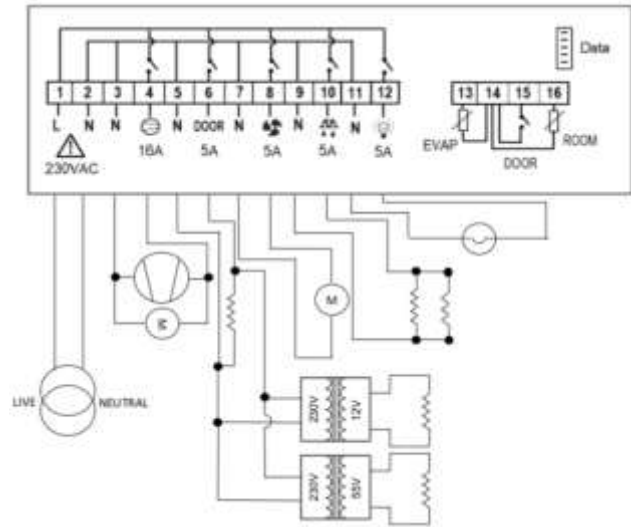 Data
1 2 3 4 5 6 7 8 9 10 11 12
13 14 15 16
L N N N DOOR N N N
16A 5A 5A 5A 5A
230VAC
EVAP DOOR ROOM
M
M
LIVE NEUTRAL
230V 12V
230V 55V